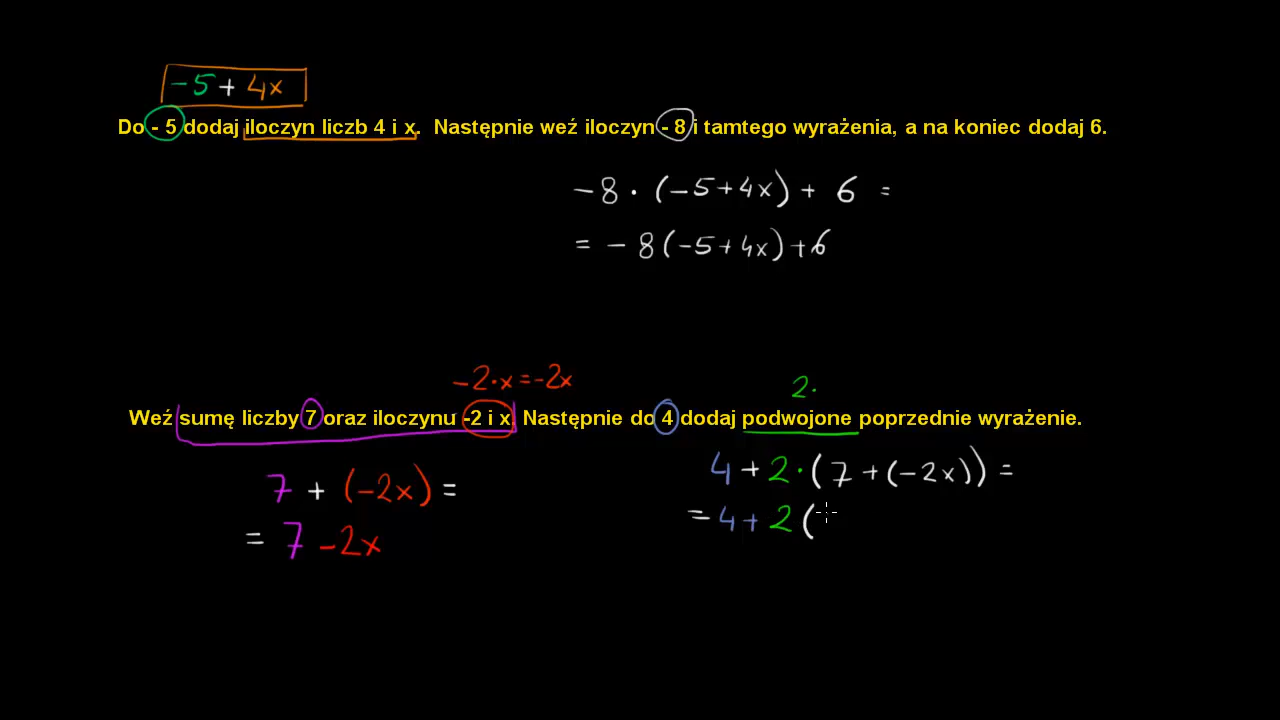 -5 + 4x
Do - 5 dodaj iloczyn liczb 4 i x. Następnie weź iloczyn - 8 i tamtego wyrażenia, a na koniec dodaj 6.
-8 · (-5+4x) + 6 =
= -8(-5+4x)+6
-2·x=-2x
2·
Weź sumę liczby 7 oraz iloczynu -2 i x. Następnie do 4 dodaj podwojone poprzednie wyrażenie.
7 + (-2x) =
= 7 -2x
4 + 2·(7+(-2x)) =
= 4+ 2(